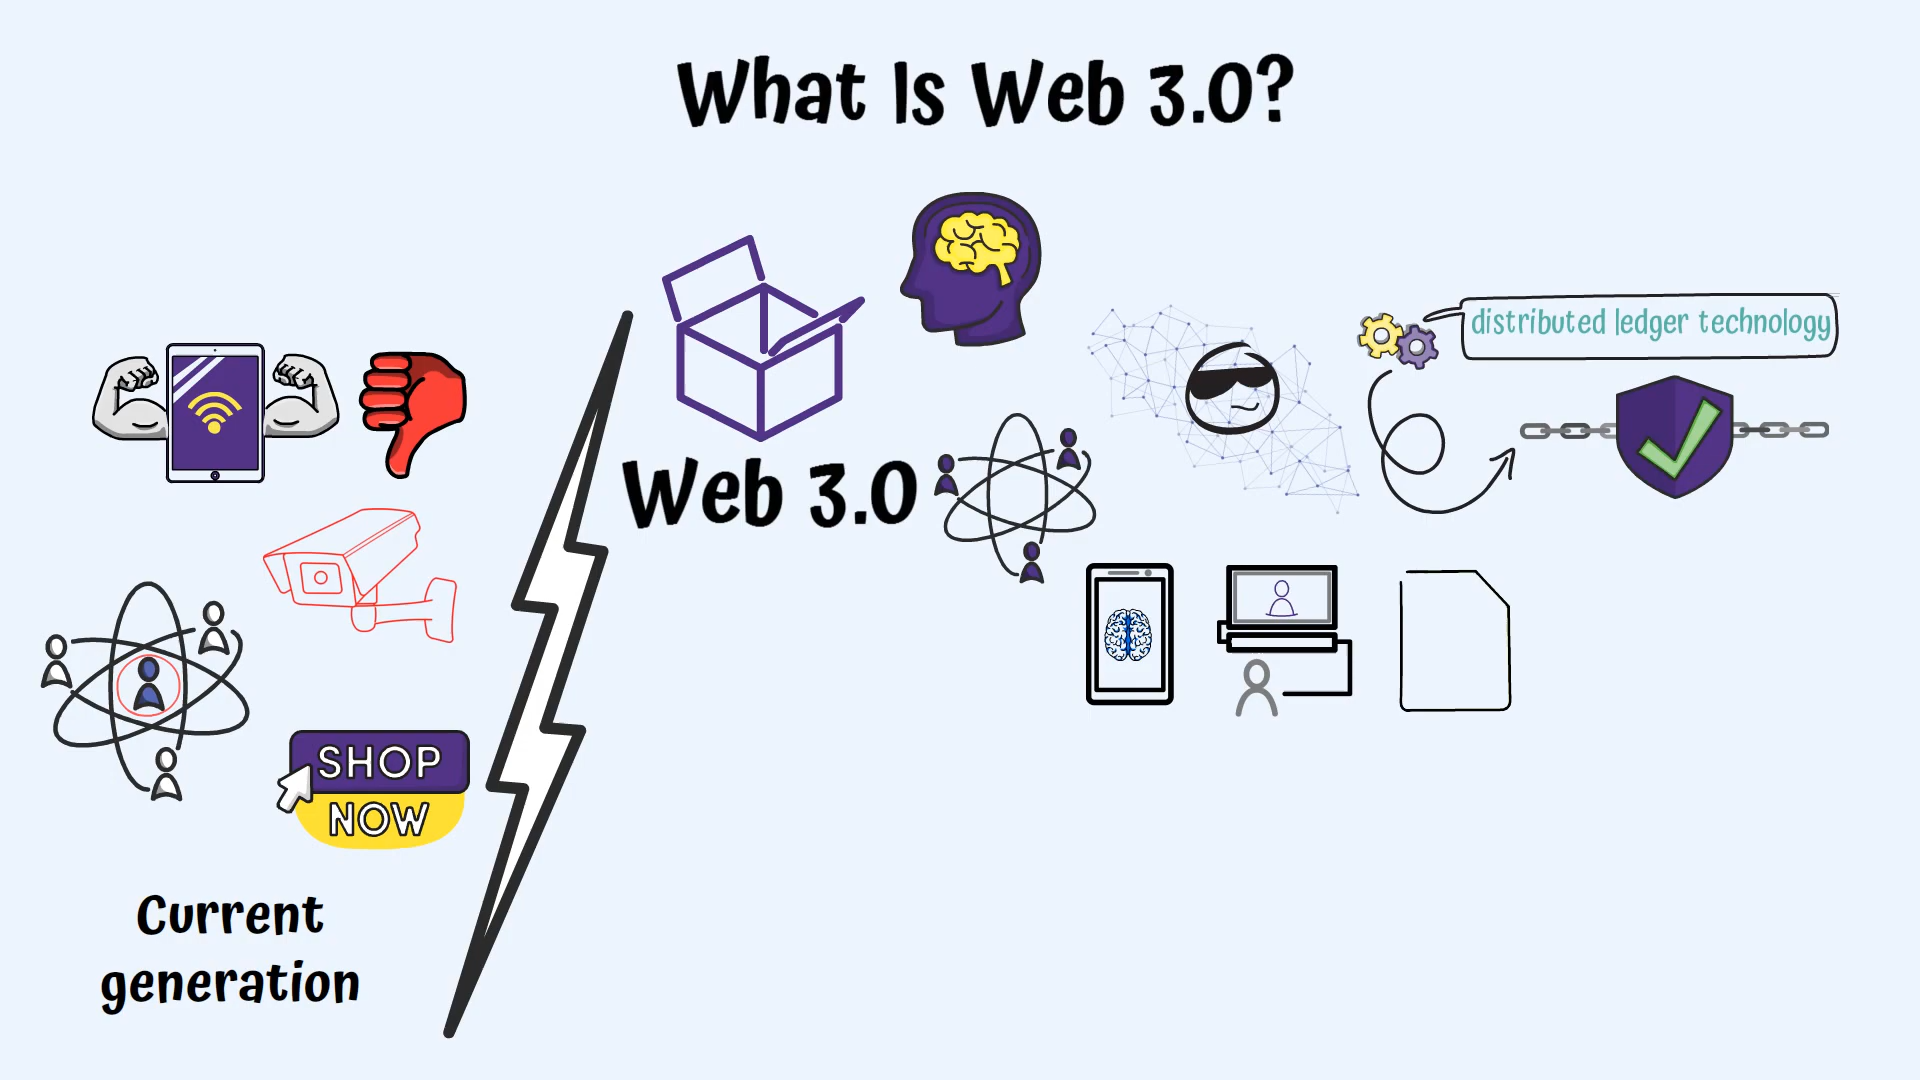 What Is Web 3.0?
distributed ledger technology
Web 3.0
SHOP
NOW
Current
generation